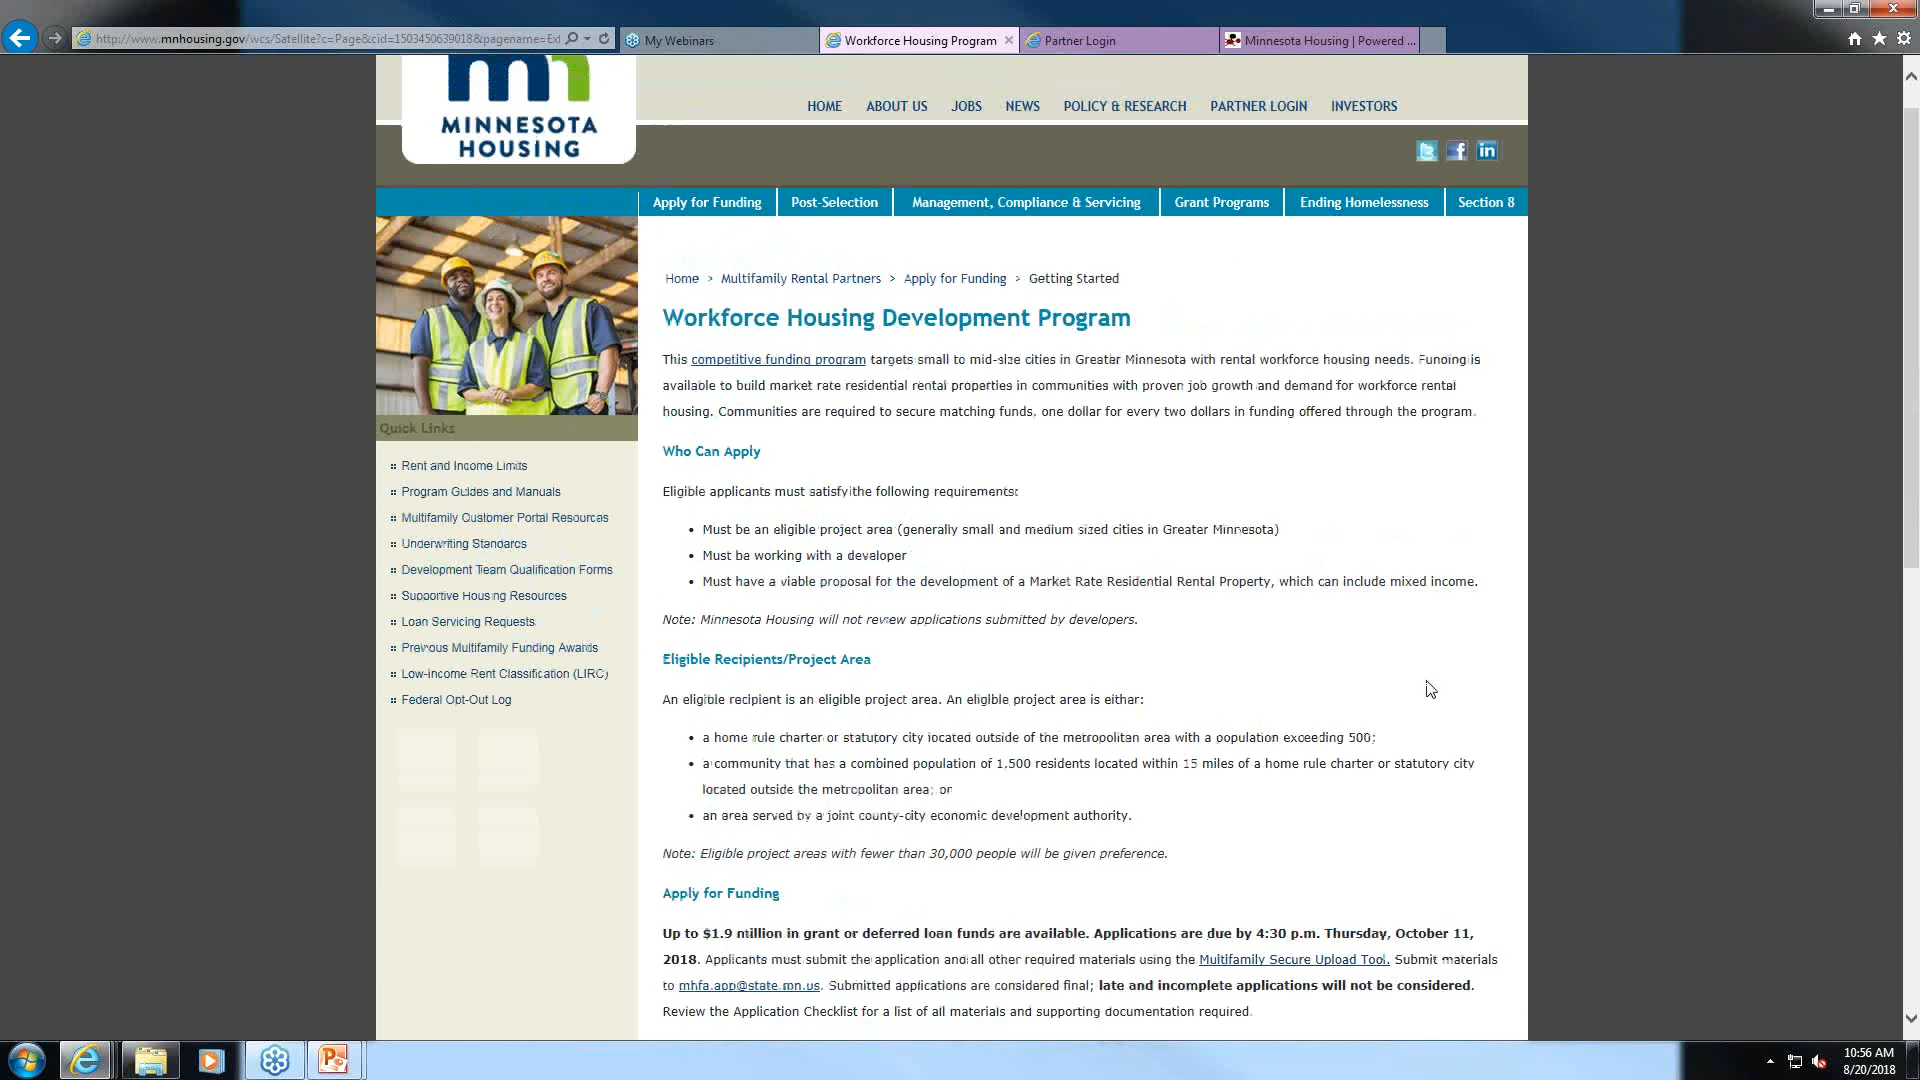 http://www.mnhousing.gov/wcs/Satellite?c=Page&cid=1503450639018&pagename=Ex
My Webinars
Workforce Housing Program
Partner Login
Minnesota Housing | Powered ...
MINNESOTA
HOUSING
HOME ABOUT US JOBS NEWS POLICY & RESEARCH PARTNER LOGIN INVESTORS
Apply for Funding Post-Selection Management, Compliance & Servicing Grant Programs Ending Homelessness Section 8
Home > Multifamily Rental Partners > Apply for Funding > Getting Started
Workforce Housing Development Program
This competitive funding program targets small to mid-size cities in Greater Minnesota with rental workforce housing needs. Funding is
available to build market rate residential rental properties in communities with proven job growth and demand for workforce rental
housing. Communities are required to secure matching funds, one dollar for every two dollars in funding offered through the program.
Who Can Apply
Eligible applicants must satisfy the following requirements:
• Must be an eligible project area (generally small and medium sized cities in Greater Minnesota)
• Must be working with a developer
• Must have a viable proposal for the development of a Market Rate Residential Rental Property, which can include mixed income.
Note: Minnesota Housing will not review applications submitted by developers.
Eligible Recipients/Project Area
An eligible recipient is an eligible project area. An eligible project area is either:
• a home rule charter or statutory city located outside of the metropolitan area with a population exceeding 500;
• a community that has a combined population of 1,500 residents located within 15 miles of a home rule charter or statutory city
located outside the metropolitan area; or
• an area served by a joint county-city economic development authority.
Note: Eligible project areas with fewer than 30,000 people will be given preference.
Apply for Funding
Up to $1.9 million in grant or deferred loan funds are available. Applications are due by 4:30 p.m. Thursday, October 11,
2018. Applicants must submit the application and all other required materials using the Multifamily Secure Upload Tool. Submit materials
to mhfa.app@state.mn.us. Submitted applications are considered final; late and incomplete applications will not be considered.
Review the Application Checklist for a list of all materials and supporting documentation required.
Quick Links
Rent and Income Limits
Program Guides and Manuals
Multifamily Customer Portal Resources
Underwriting Standards
Development Team Qualification Forms
Supportive Housing Resources
Loan Servicing Requests
Previous Multifamily Funding Awards
Low-Income Rent Classification (LIRC)
Federal Opt-Out Log
10:56 AM
8/20/2018